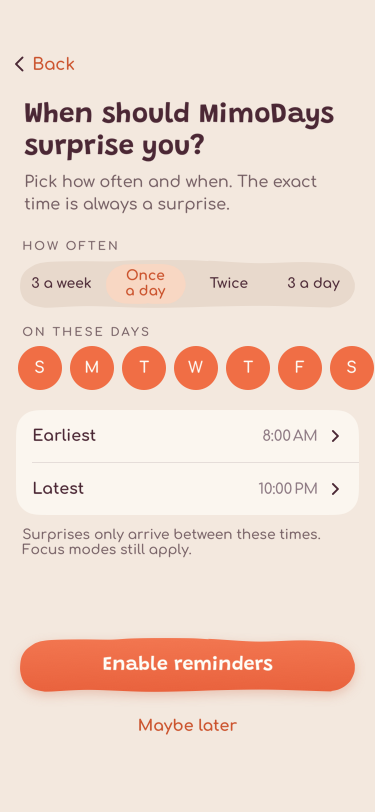 Back
When should MimoDays
surprise you?
Pick how often and when. The exact
time is always a surprise.
HOW OFTEN
3 a week Once a day Twice 3 a day
ON THESE DAYS
S M T W T F S
Earliest 8:00 AM
Latest 10:00 PM
Surprises only arrive between these times.
Focus modes still apply.
Enable reminders
Maybe later